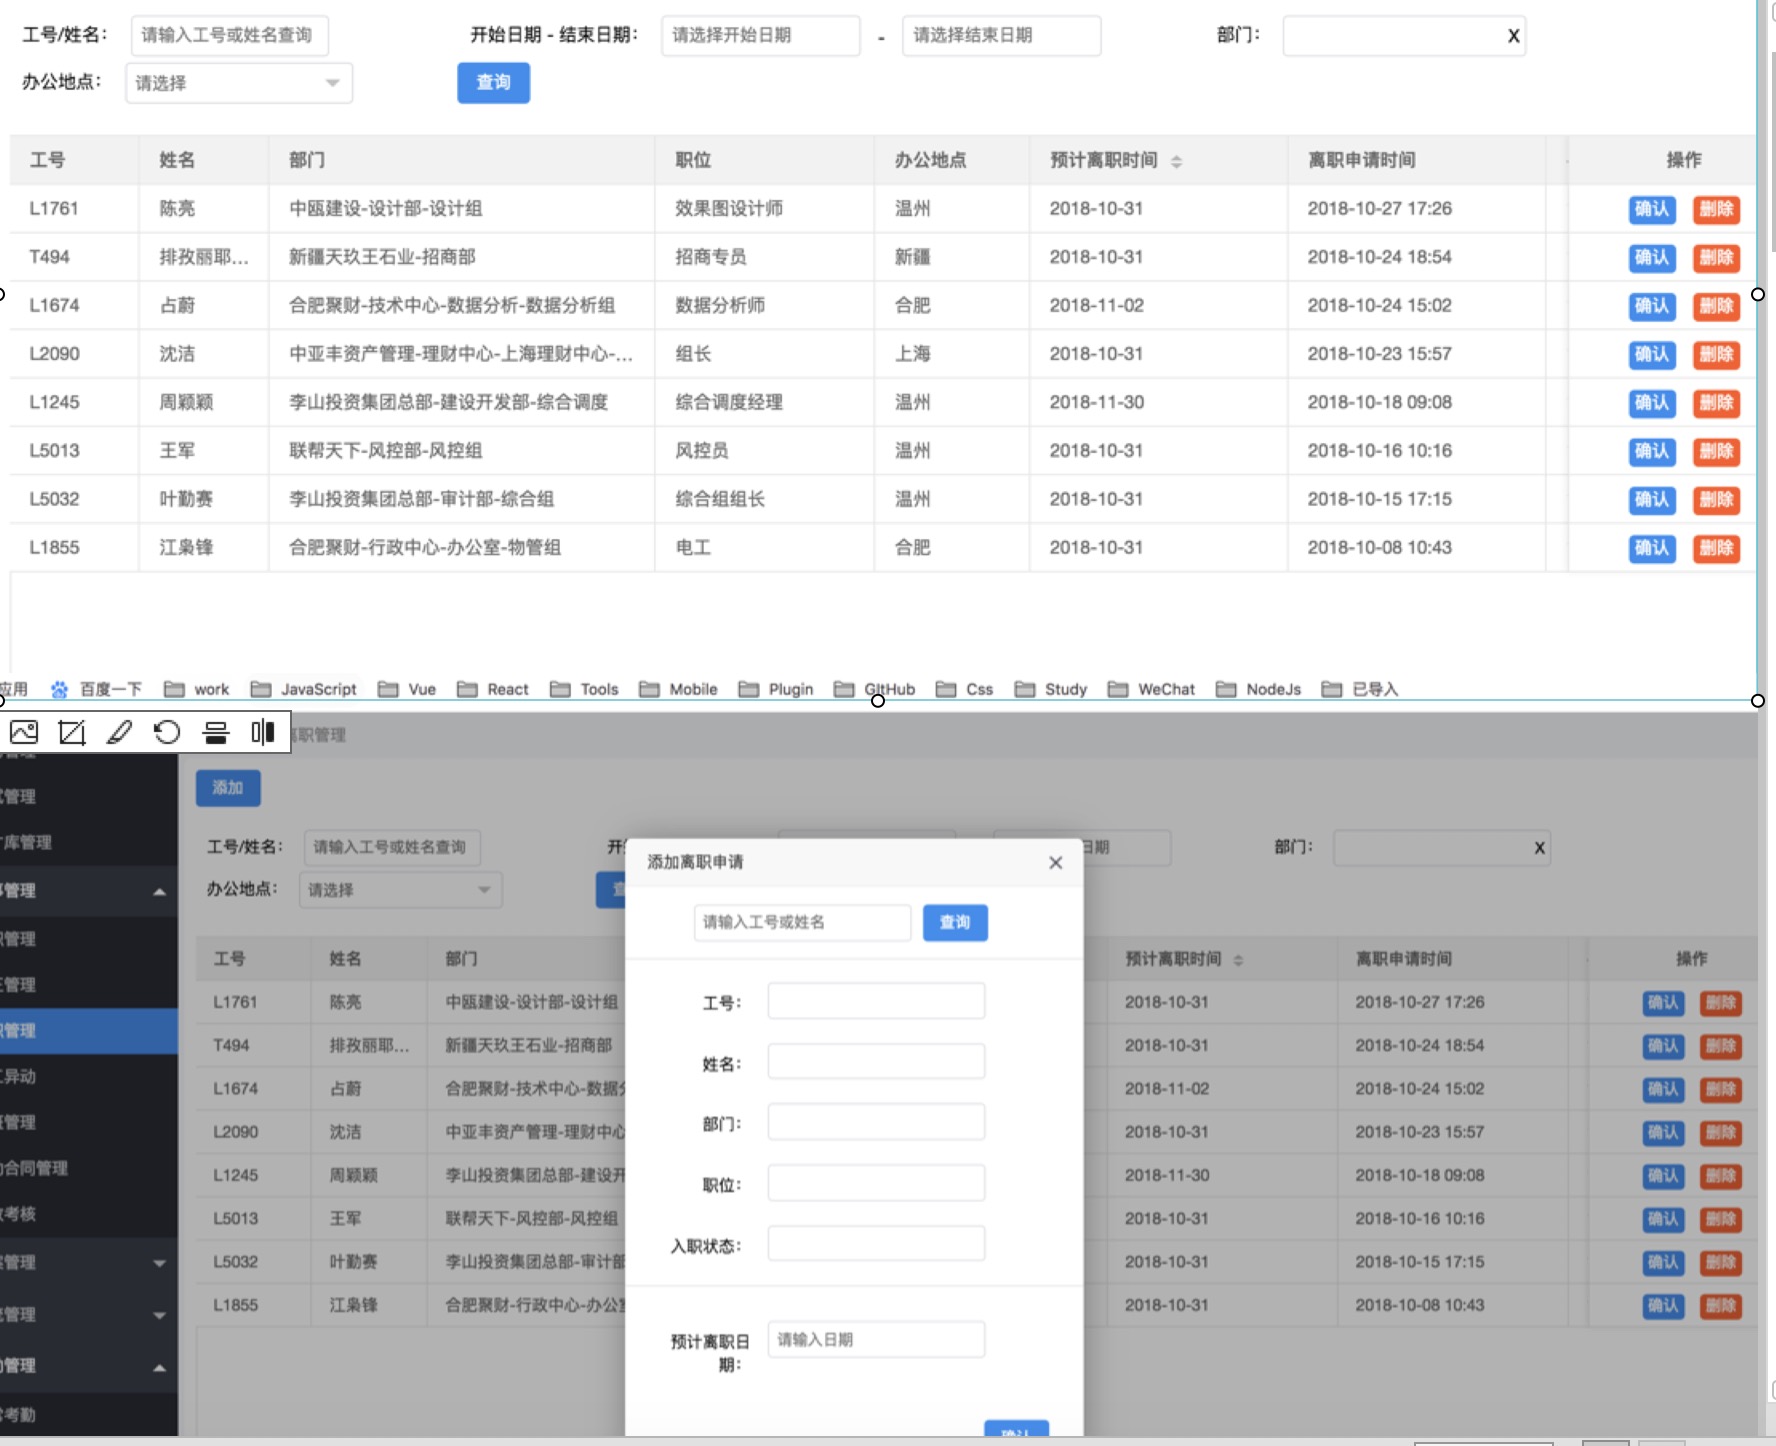 工号/姓名： 请输入工号或姓名查询 开始日期 - 结束日期： 请选择开始日期 - 请选择结束日期 部门： X
办公地点： 请选择 查询
工号 姓名 部门 职位 办公地点 预计离职时间 离职申请时间 操作
L1761 陈亮 中瓯建设-设计部-设计组 效果图设计师 温州 2018-10-31 2018-10-27 17:26 确认 删除
T494 排孜丽耶... 新疆天玖王石业-招商部 招商专员 新疆 2018-10-31 2018-10-24 18:54 确认 删除
L1674 占蔚 合肥聚财-技术中心-数据分析-数据分析组 数据分析师 合肥 2018-11-02 2018-10-24 15:02 确认 删除
L2090 沈洁 中亚丰资产管理-理财中心-上海理财中心-... 组长 上海 2018-10-31 2018-10-23 15:57 确认 删除
L1245 周颖颖 李山投资集团总部-建设开发部-综合调度 综合调度经理 温州 2018-11-30 2018-10-18 09:08 确认 删除
L5013 王军 联帮天下-风控部-风控组 风控员 温州 2018-10-31 2018-10-16 10:16 确认 删除
L5032 叶勤赛 李山投资集团总部-审计部-综合组 综合组组长 温州 2018-10-31 2018-10-15 17:15 确认 删除
L1855 江枭锋 合肥聚财-行政中心-办公室-物管组 电工 合肥 2018-10-31 2018-10-08 10:43 确认 删除
应用 百度一下 work JavaScript Vue React Tools Mobile Plugin GitHub Css Study WeChat NodeJs 已导入
离职管理
添加
管理
库管理
管理
管理
管理
管理
异动
管理
合同管理
考核
管理
管理
管理
考勤
工号/姓名： 请输入工号或姓名查询 日期 部门： X
办公地点： 请选择
工号 姓名 部门 预计离职时间 离职申请时间 操作
L1761 陈亮 中瓯建设-设计部-设计组 2018-10-31 2018-10-27 17:26 确认 删除
T494 排孜丽耶... 新疆天玖王石业-招商部 2018-10-31 2018-10-24 18:54 确认 删除
L1674 占蔚 合肥聚财-技术中心-数据 2018-11-02 2018-10-24 15:02 确认 删除
L2090 沈洁 中亚丰资产管理-理财中心 2018-10-31 2018-10-23 15:57 确认 删除
L1245 周颖颖 李山投资集团总部-建设 2018-11-30 2018-10-18 09:08 确认 删除
L5013 王军 联帮天下-风控部-风控组 2018-10-31 2018-10-16 10:16 确认 删除
L5032 叶勤赛 李山投资集团总部-审计部 2018-10-31 2018-10-15 17:15 确认 删除
L1855 江枭锋 合肥聚财-行政中心-办公 2018-10-31 2018-10-08 10:43 确认 删除
添加离职申请
请输入工号或姓名 查询
工号：
姓名：
部门：
职位：
入职状态：
预计离职日
期： 请输入日期
确认